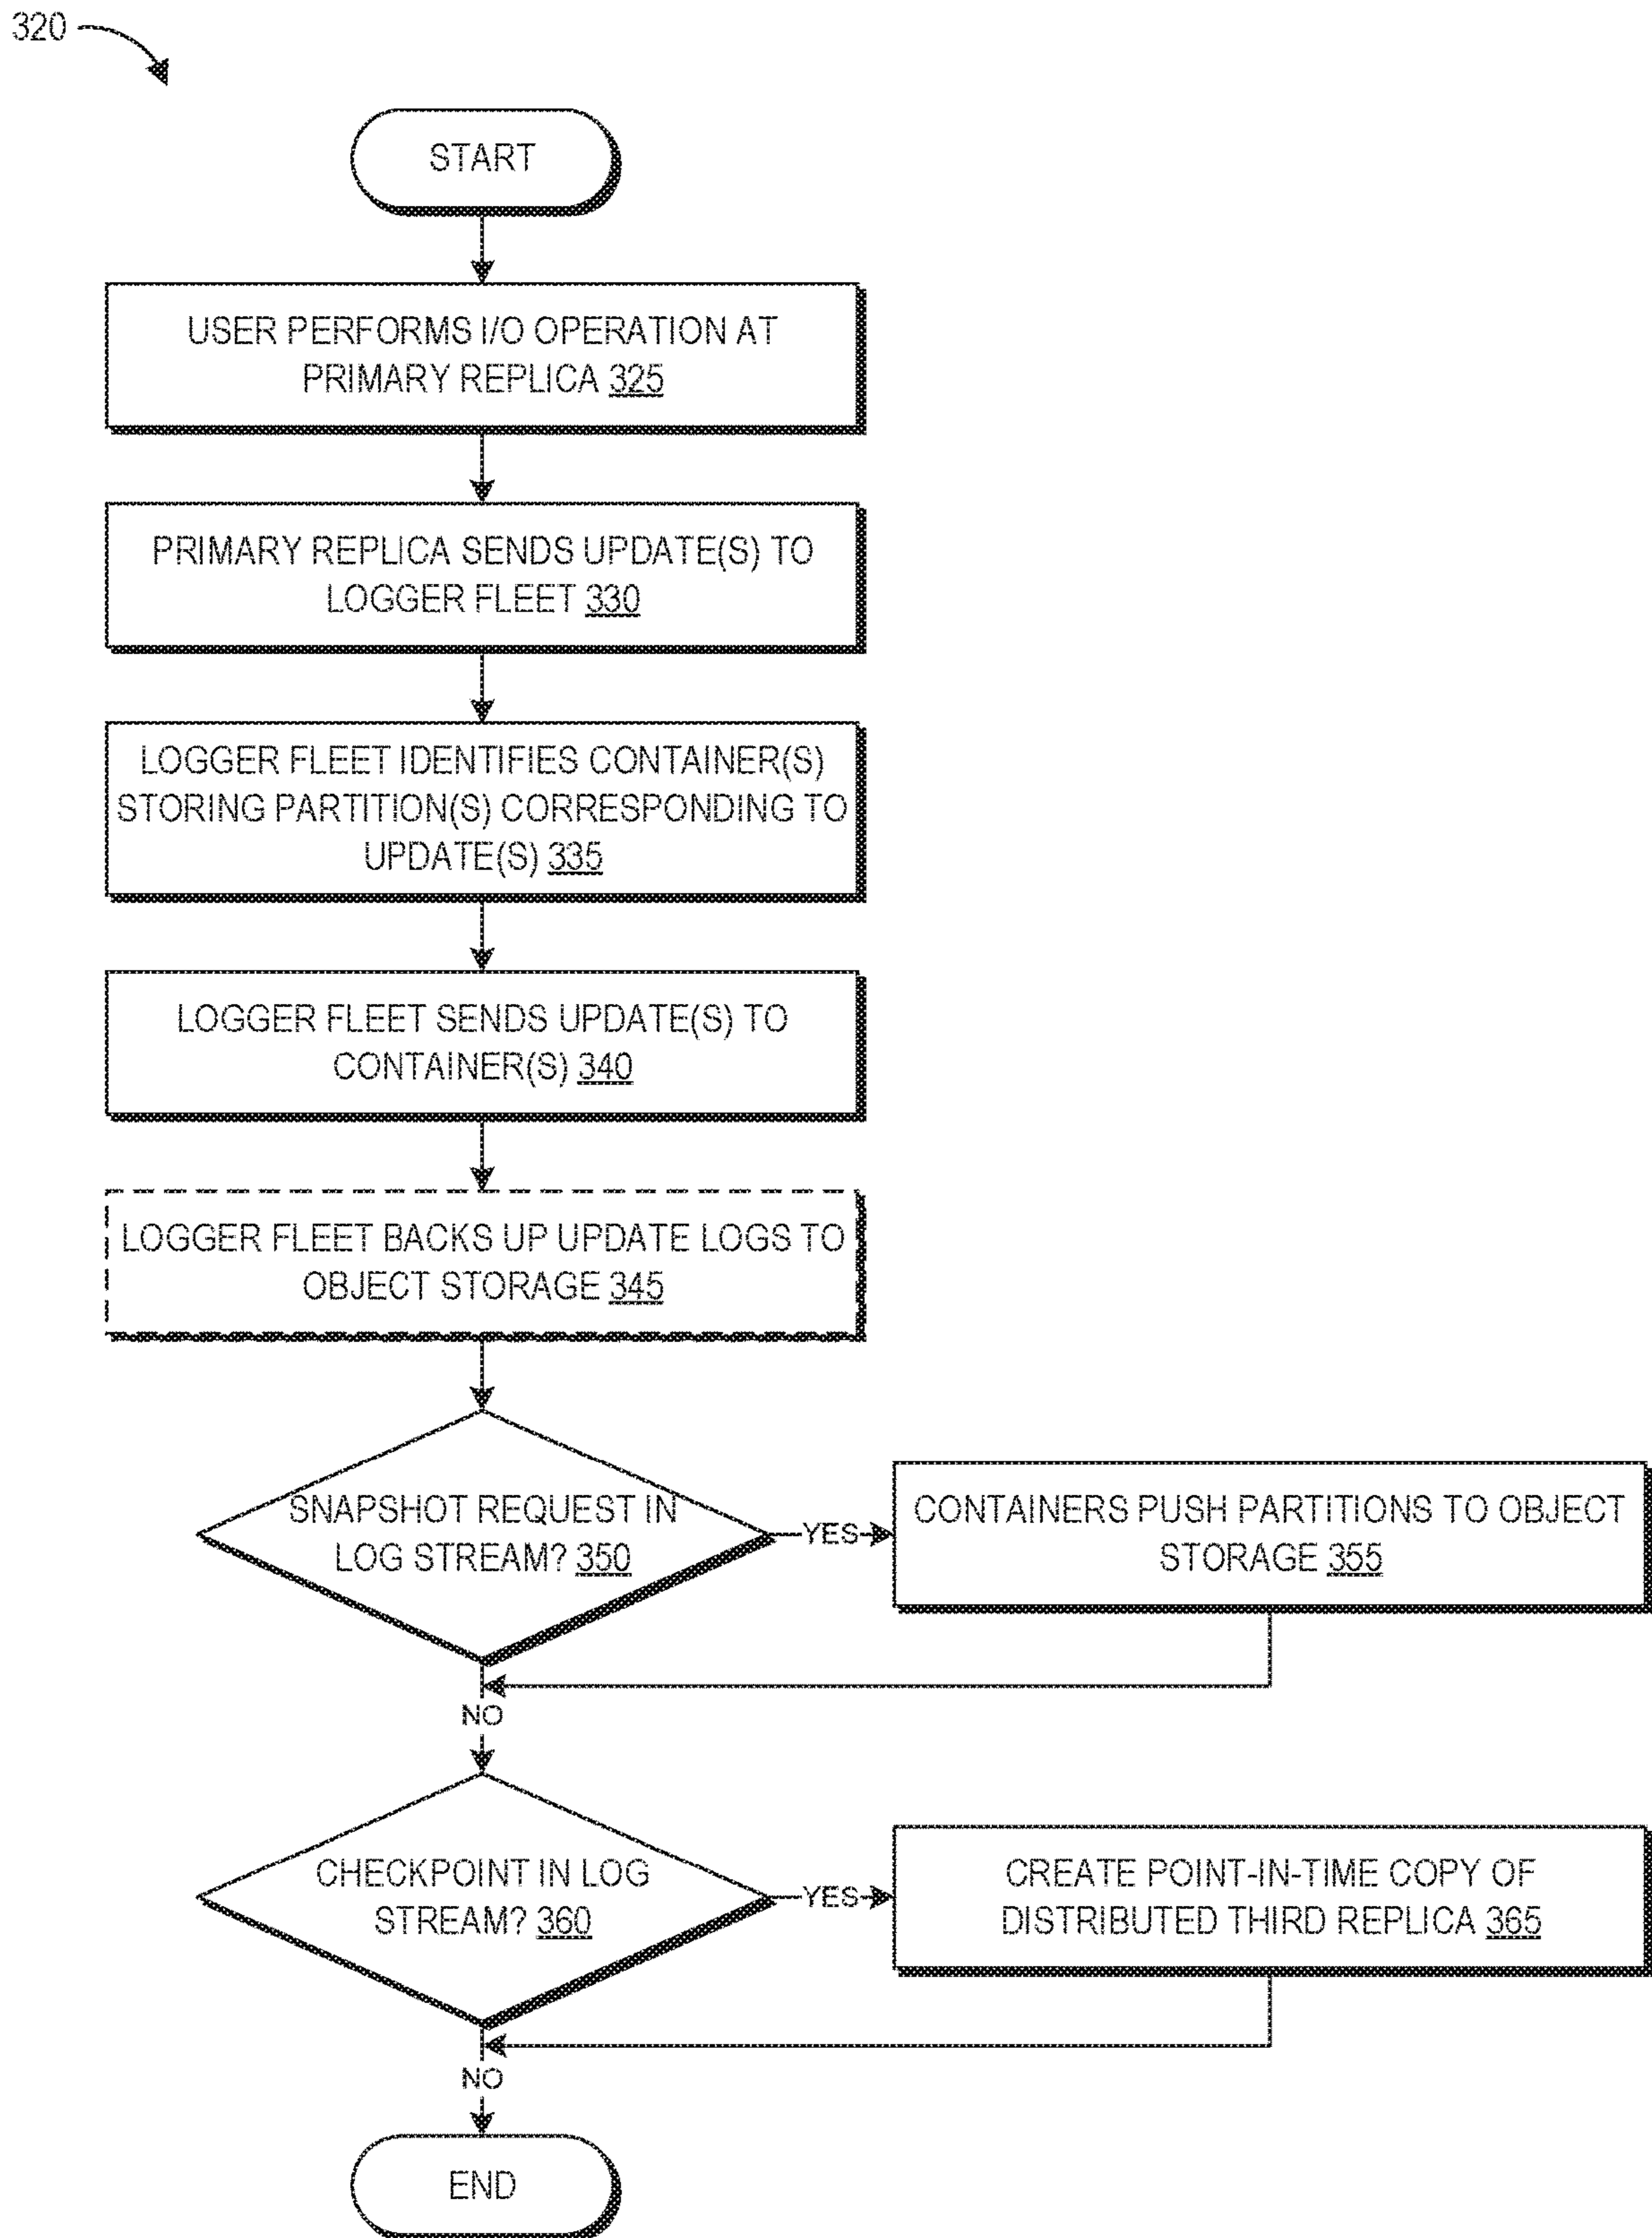 320
START
USER PERFORMS I/O OPERATION AT
PRIMARY REPLICA 325
PRIMARY REPLICA SENDS UPDATE(S) TO
LOGGER FLEET 330
LOGGER FLEET IDENTIFIES CONTAINER(S)
STORING PARTITION(S) CORRESPONDING TO
UPDATE(S) 335
LOGGER FLEET SENDS UPDATE(S) TO
CONTAINER(S) 340
LOGGER FLEET BACKS UP UPDATE LOGS TO
OBJECT STORAGE 345
SNAPSHOT REQUEST IN
LOG STREAM? 350
YES
CONTAINERS PUSH PARTITIONS TO OBJECT
STORAGE 355
NO
CHECKPOINT IN LOG
STREAM? 360
YES
CREATE POINT-IN-TIME COPY OF
DISTRIBUTED THIRD REPLICA 365
NO
END